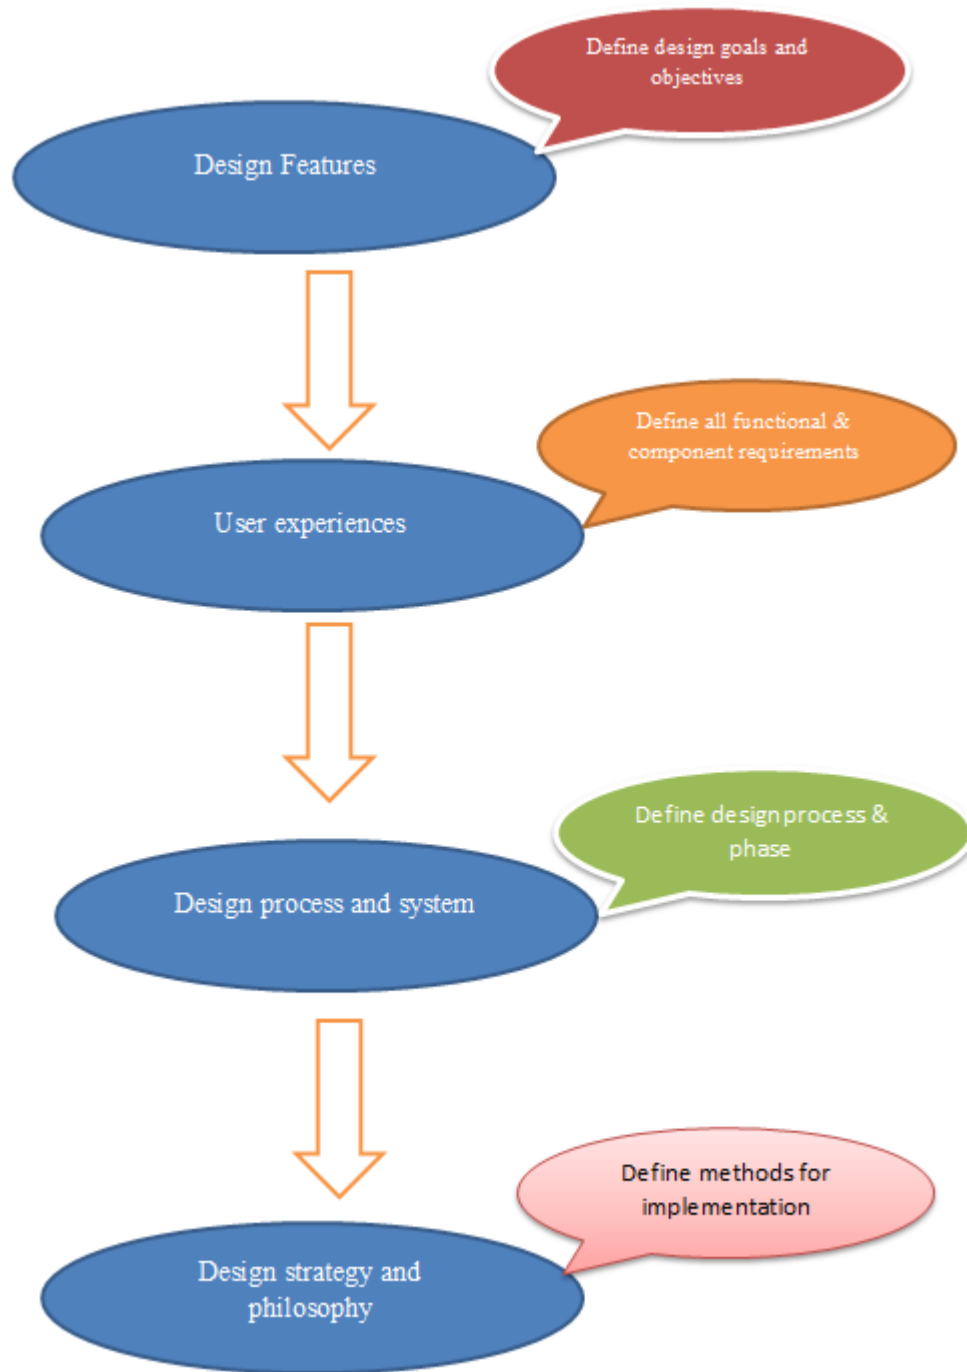 Define design goals and
objectives
Design Features
Define all functional &
component requirements
User experiences
Define design process &
phase
Design process and system
Define methods for
implementation
Design strategy and
philosophy